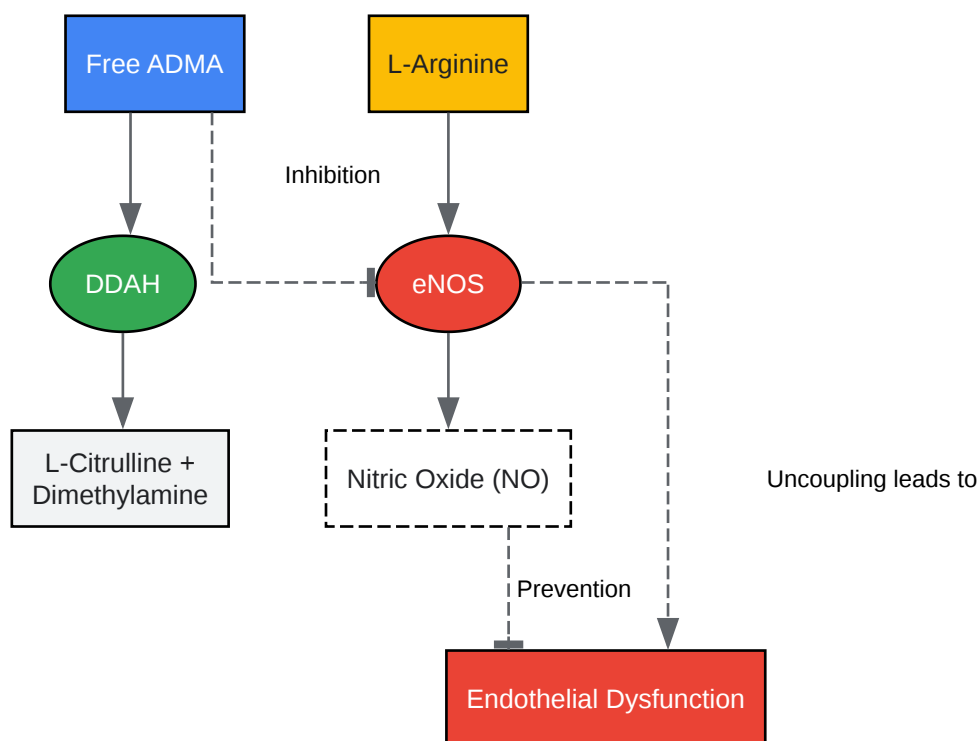 Free ADMA
L-Arginine
Inhibition
DDAH
eNOS
L-Citrulline +
Dimethylamine
Nitric Oxide (NO)
Uncoupling leads to
Prevention
Endothelial Dysfunction